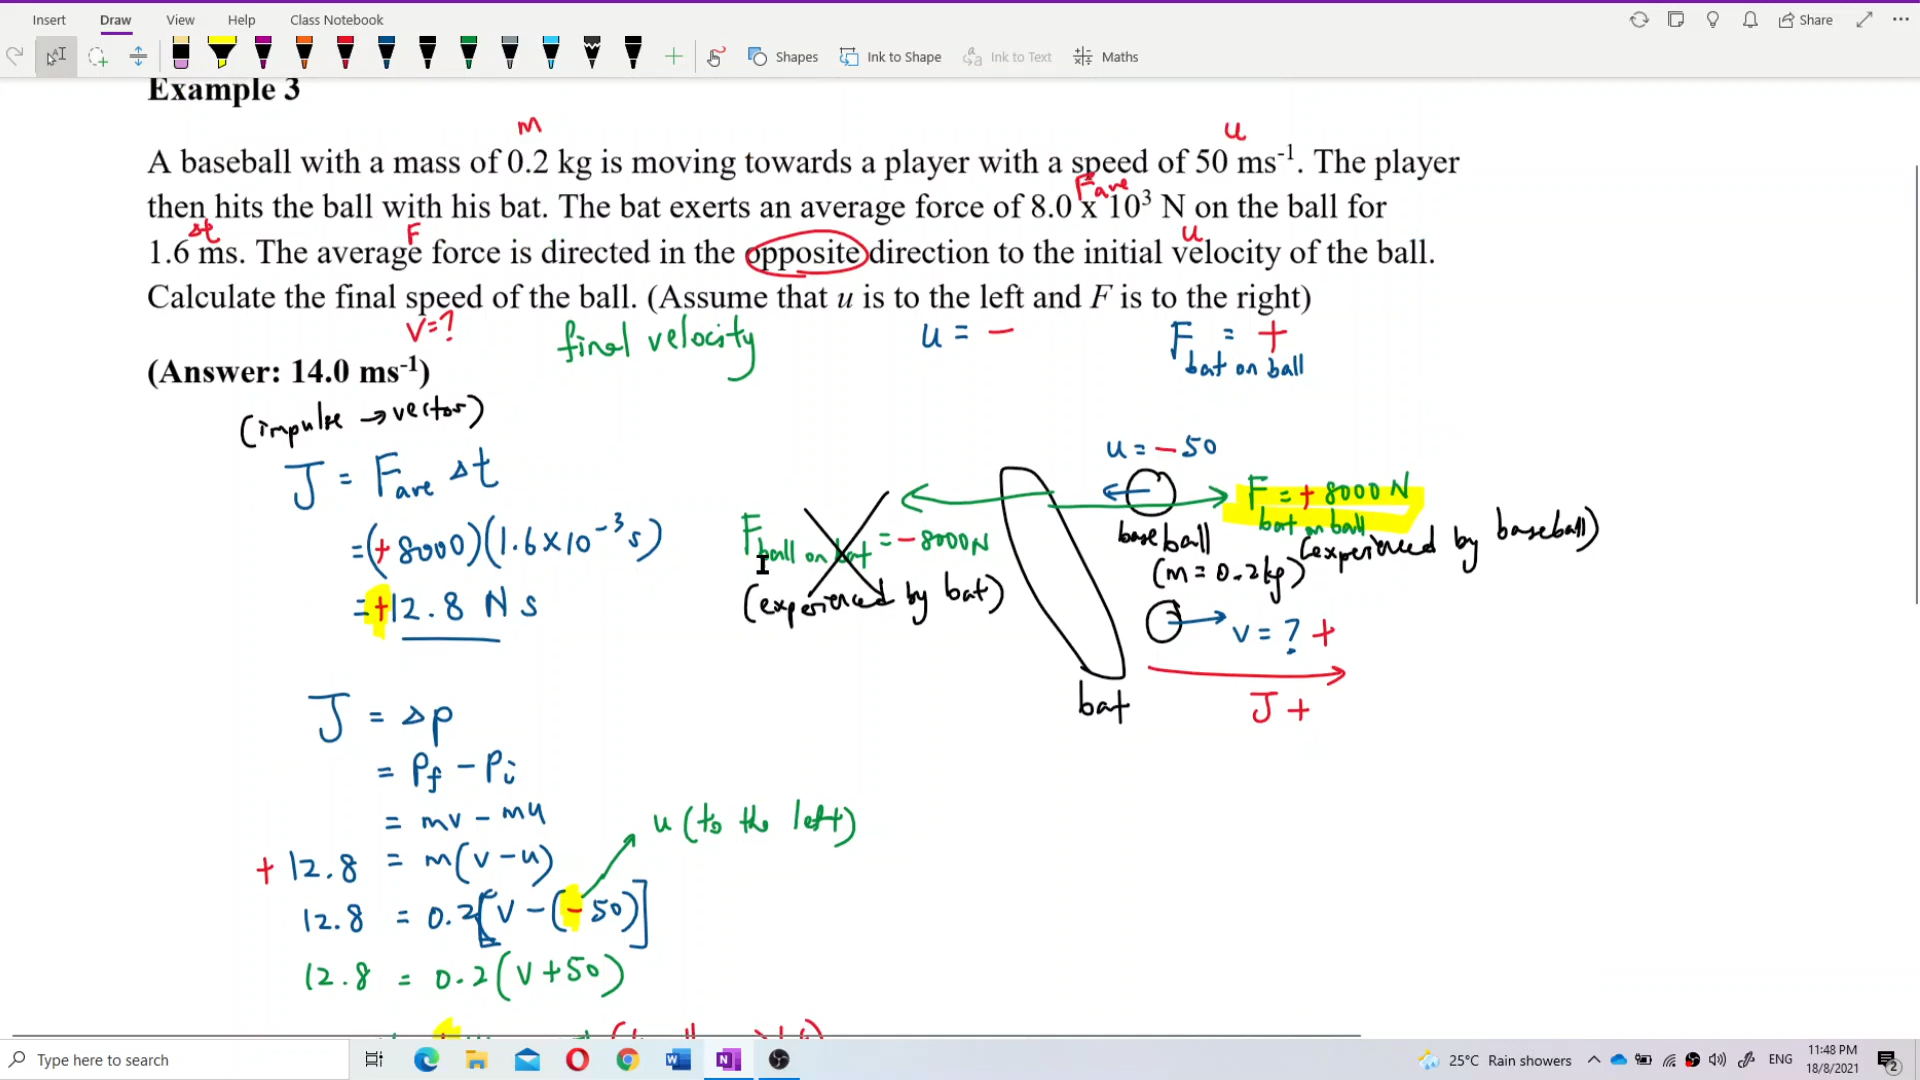 Insert Draw View Help Class Notebook Share
Shapes Ink to Shape Ink to Text Maths
Example 3
m
u
A baseball with a mass of 0.2 kg is moving towards a player with a speed of 50 ms⁻¹. The player
Fave
then hits the ball with his bat. The bat exerts an average force of 8.0 x 10³ N on the ball for
Δt F u
1.6 ms. The average force is directed in the opposite direction to the initial velocity of the ball.
Calculate the final speed of the ball. (Assume that u is to the left and F is to the right)
v=? final velocity u = - F bat on ball = +
(Answer: 14.0 ms⁻¹)
(impulse → vector)
J = Fave Δt
=(+8000)(1.6×10⁻³s)
=+12.8 N s
u = -50
F bat on ball = +8000 N
(experienced by baseball)
F ball on bat = -8000N
(experienced by bat)
baseball
(m = 0.2kg)
v = ? +
J +
bat
J = Δp
= Pf - Pi
= mv - mu
u (to the left)
+12.8 = m(v-u)
12.8 = 0.2[v-(-50)]
12.8 = 0.2(v+50)
Type here to search
25°C Rain showers
ENG
11:48 PM
18/8/2021
2